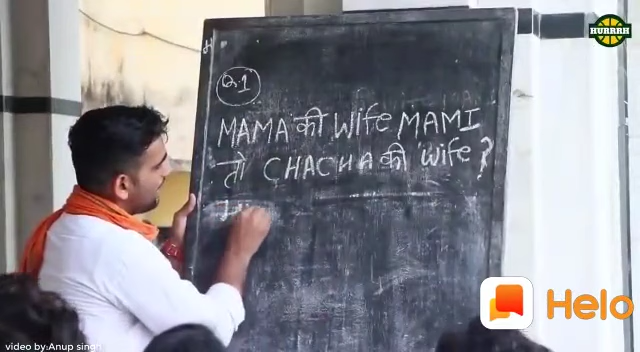 HURRRH
Q.1
MAMA की Wife MAMI
तो CHACHA की Wife?
Helo
video by:Anup singh